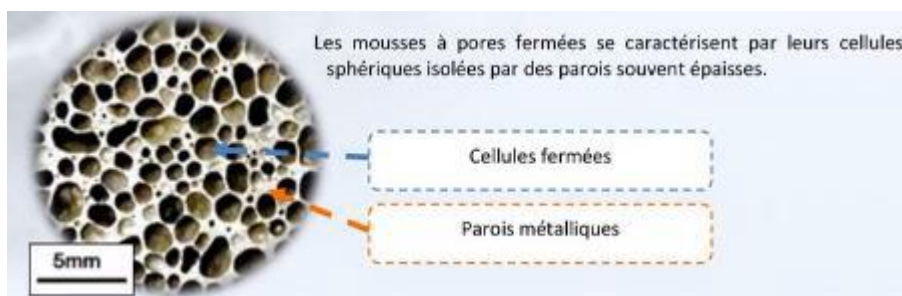 Les mousses à pores fermées se caractérisent par leurs cellules
sphériques isolées par des parois souvent épaisses.
Cellules fermées
Parois métalliques
5mm